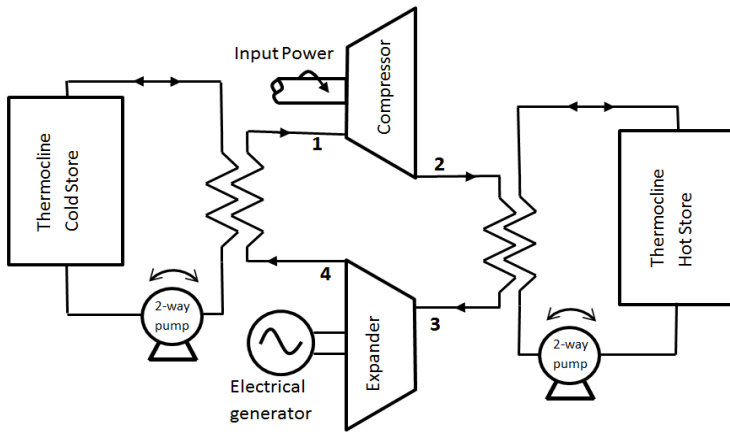 Input Power
Compressor
1
2
Thermocline
Cold Store
Thermocline
Hot Store
4
3
2-way
pump
Expander
2-way
pump
Electrical
generator